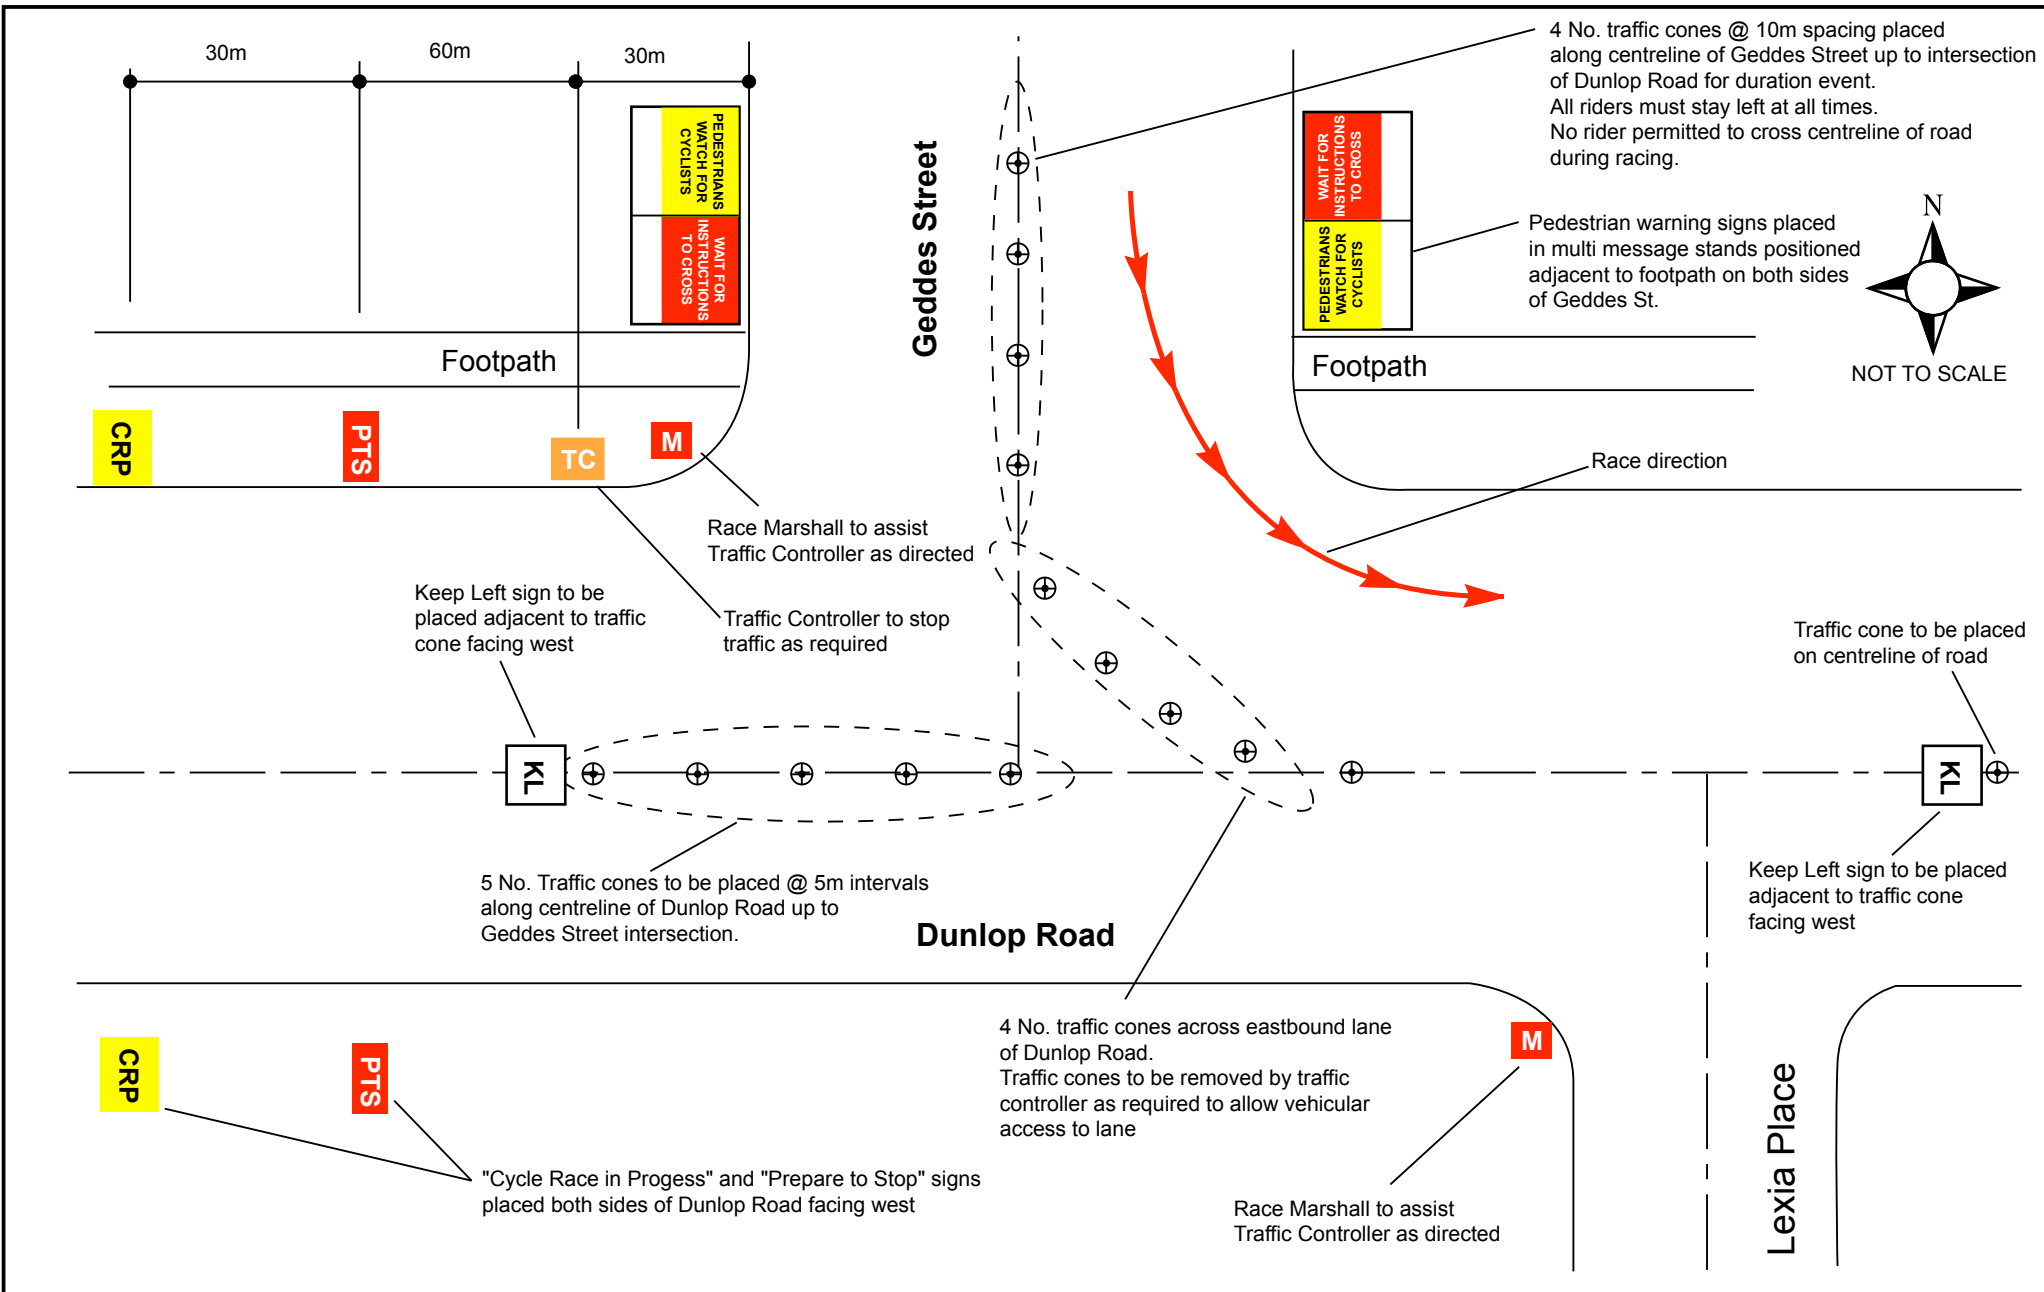 30m
60m
30m
PEDESTRIANS
WATCH FOR
CYCLISTS
WAIT FOR
INSTRUCTIONS
TO CROSS
Geddes Street
4 No. traffic cones @ 10m spacing placed
along centreline of Geddes Street up to intersection
of Dunlop Road for duration event.
All riders must stay left at all times.
No rider permitted to cross centreline of road
during racing.
WAIT FOR
INSTRUCTIONS
TO CROSS
PEDESTRIANS
WATCH FOR
CYCLISTS
Pedestrian warning signs placed
in multi message stands positioned
adjacent to footpath on both sides
of Geddes St.
N
NOT TO SCALE
Footpath
Footpath
CRP
PTS
TC
M
Race direction
Race Marshall to assist
Traffic Controller as directed
Keep Left sign to be
placed adjacent to traffic
cone facing west
Traffic Controller to stop
traffic as required
Traffic cone to be placed
on centreline of road
KL
KL
5 No. Traffic cones to be placed @ 5m intervals
along centreline of Dunlop Road up to
Geddes Street intersection.
Dunlop Road
Keep Left sign to be placed
adjacent to traffic cone
facing west
4 No. traffic cones across eastbound lane
of Dunlop Road.
Traffic cones to be removed by traffic
controller as required to allow vehicular
access to lane
CRP
PTS
M
Lexia Place
"Cycle Race in Progess" and "Prepare to Stop" signs
placed both sides of Dunlop Road facing west
Race Marshall to assist
Traffic Controller as directed